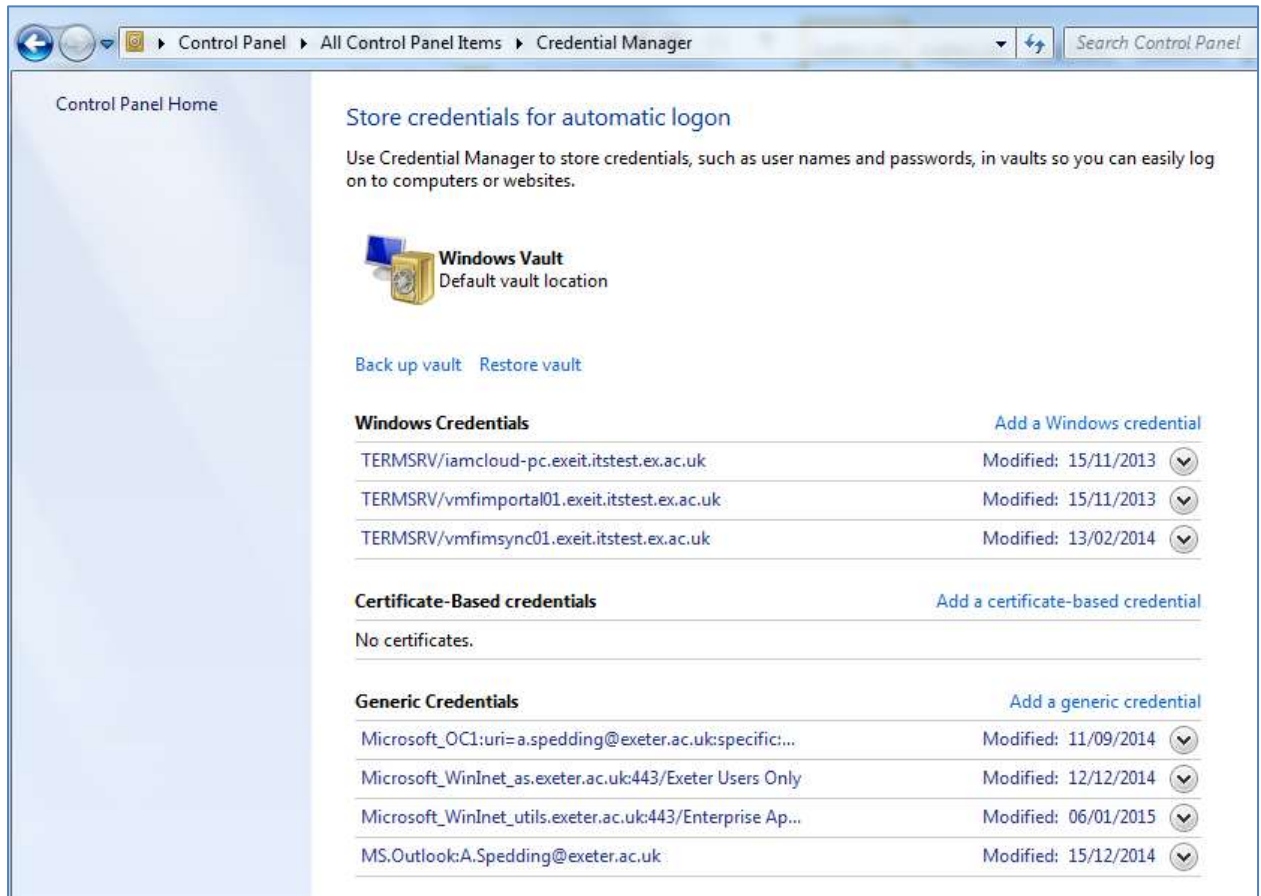 Control Panel ▸ All Control Panel Items ▸ Credential Manager
Search Control Panel
Control Panel Home
Store credentials for automatic logon
Use Credential Manager to store credentials, such as user names and passwords, in vaults so you can easily log
on to computers or websites.
Windows Vault
Default vault location
Back up vault Restore vault
Windows Credentials Add a Windows credential
TERMSRV/iamcloud-pc.exeit.itstest.ex.ac.uk Modified: 15/11/2013
TERMSRV/vmfimportal01.exeit.itstest.ex.ac.uk Modified: 15/11/2013
TERMSRV/vmfimsync01.exeit.itstest.ex.ac.uk Modified: 13/02/2014
Certificate-Based credentials Add a certificate-based credential
No certificates.
Generic Credentials Add a generic credential
Microsoft_OC1:uri=a.spedding@exeter.ac.uk:specific:... Modified: 11/09/2014
Microsoft_WinInet_as.exeter.ac.uk:443/Exeter Users Only Modified: 12/12/2014
Microsoft_WinInet_utils.exeter.ac.uk:443/Enterprise Ap... Modified: 06/01/2015
MS.Outlook:A.Spedding@exeter.ac.uk Modified: 15/12/2014